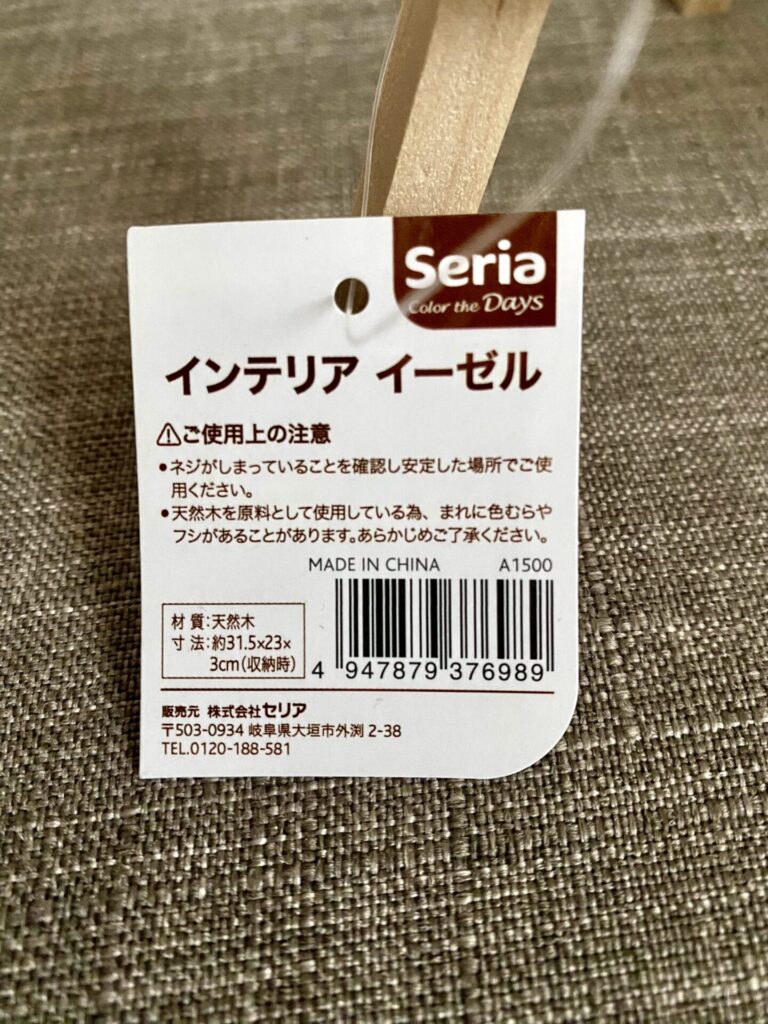 Seria
Color the Days
インテリア イーゼル
⚠ご使用上の注意
●ネジがしまっていることを確認し安定した場所でご使
用ください。
●天然木を原料として使用している為、まれに色むらや
フシがあることがあります。あらかじめご了承ください。
MADE IN CHINA A1500
材 質:天然木
寸 法:約31.5×23×
3cm(収納時)
4 947879 376989
販売元 株式会社セリア
〒503-0934 岐阜県大垣市外渕 2-38
TEL.0120-188-581